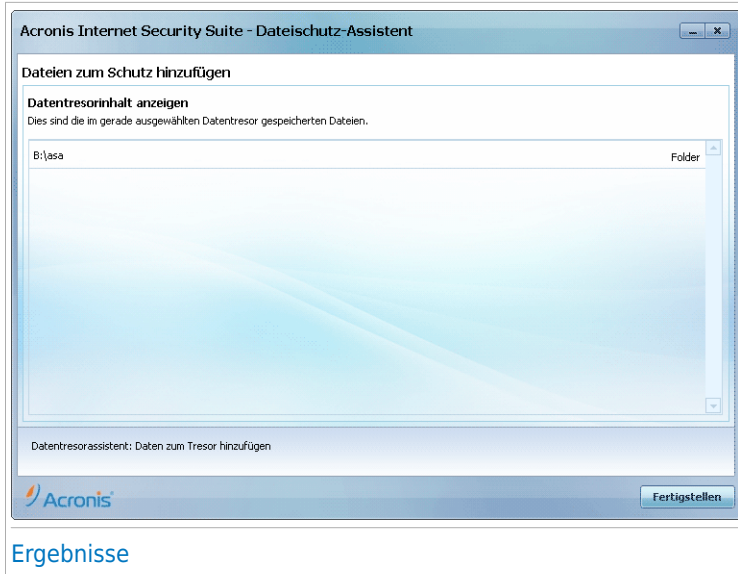 Acronis Internet Security Suite - Dateischutz-Assistent
Dateien zum Schutz hinzufügen
Datentresorinhalt anzeigen
Dies sind die im gerade ausgewählten Datentresor gespeicherten Dateien.
B:\asa Folder
Datentresorassistent: Daten zum Tresor hinzufügen
Acronis
Fertigstellen
Ergebnisse